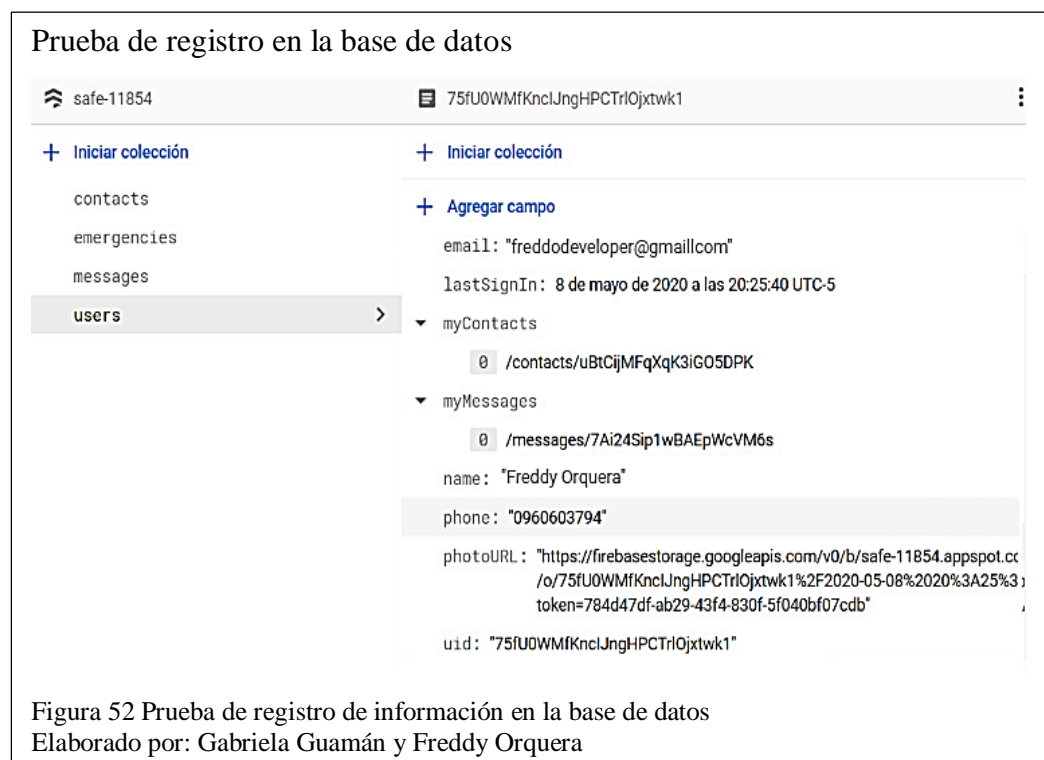 Prueba de registro en la base de datos
safe-11854
75fU0WMfKncIJngHPCTrlOjxtwk1
Iniciar colección
Iniciar colección
contacts
emergencies
messages
users
Agregar campo
email: "freddodeveloper@gmaillcom"
lastSignIn: 8 de mayo de 2020 a las 20:25:40 UTC-5
myContacts
0 /contacts/uBtCijMFqXqK3iGO5DPK
myMessages
0 /messages/7Ai24Sip1wBAEpWcVM6s
name: "Freddy Orquera"
phone: "0960603794"
photoURL: "https://firebasestorage.googleapis.com/v0/b/safe-11854.appspot.cc
/o/75fU0WMfKncIJngHPCTrlOjxtwk1%2F2020-05-08%2020%3A25%3
token=784d47df-ab29-43f4-830f-5f040bf07cdb"
uid: "75fU0WMfKncIJngHPCTrlOjxtwk1"
Figura 52 Prueba de registro de información en la base de datos
Elaborado por: Gabriela Guamán y Freddy Orquera